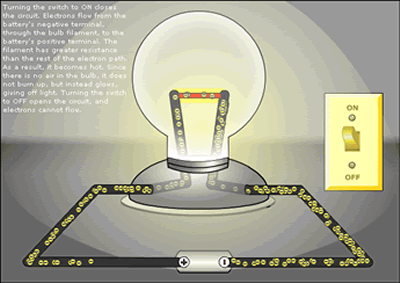 Turning the switch to ON closes
the circuit. Electrons flow from the
battery's negative terminal,
through the bulb filament, to the
battery's positive terminal. The
filament has greater resistance
than the rest of the electron path.
As a result, it becomes hot. Since
there is no air in the bulb, it does
not burn up, but instead glows,
giving off light. Turning the switch
to OFF opens the circuit, and
electrons cannot flow.
ON
OFF
+